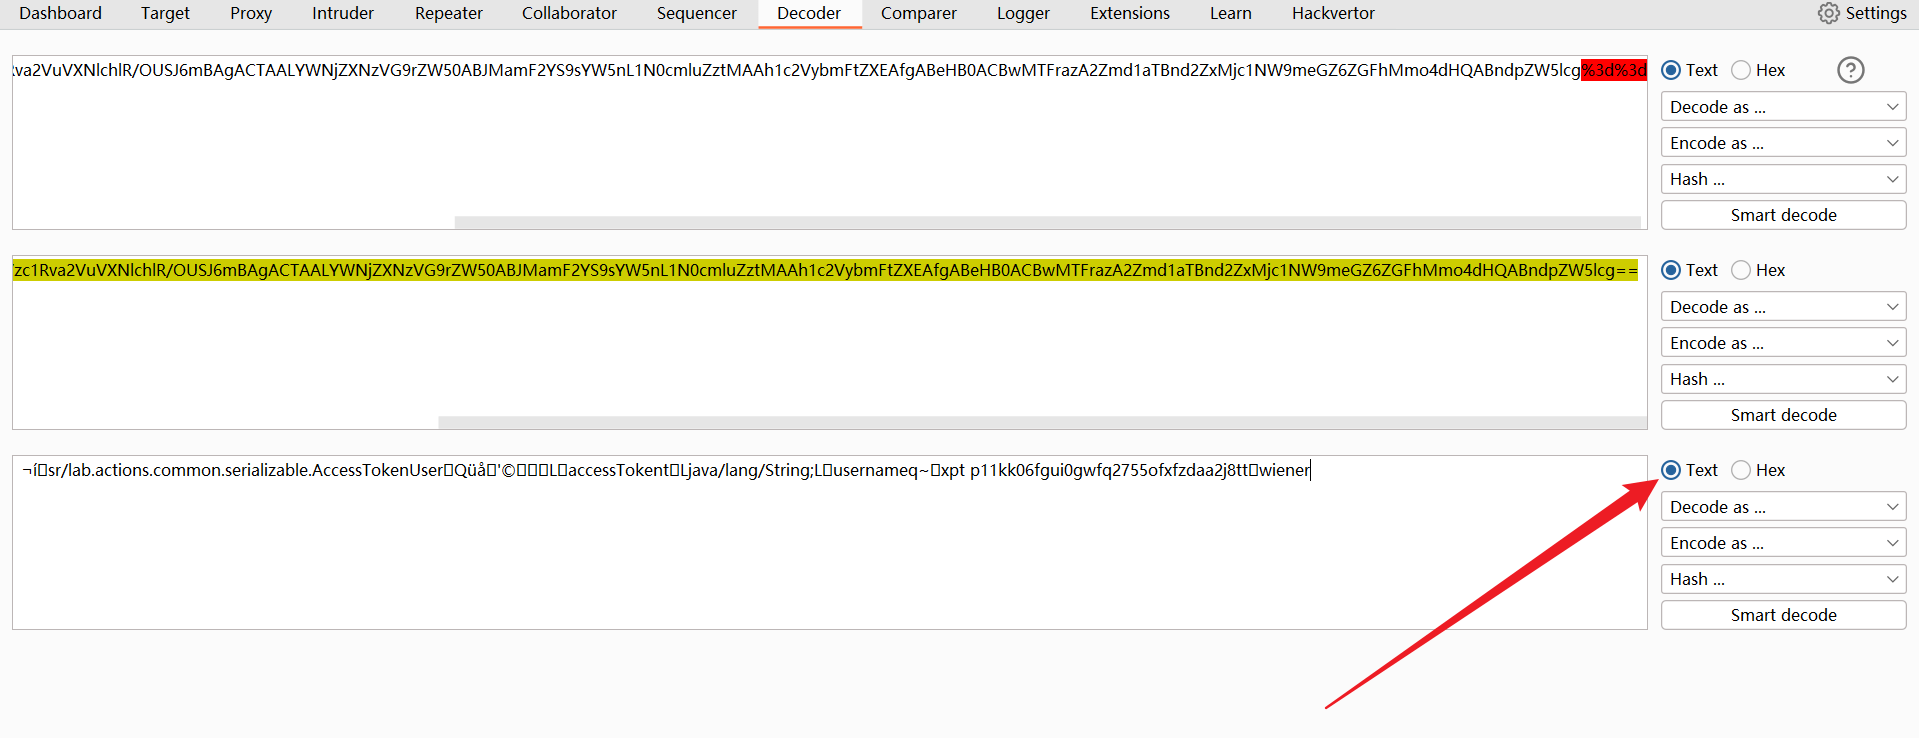 Dashboard Target Proxy Intruder Repeater Collaborator Sequencer Decoder Comparer Logger Extensions Learn Hackvertor Settings
va2VuVXNlchlR/OUSJ6mBAgACTAALYWNjZXNzVG9rZW50ABJMamF2YS9sYW5nL1N0cmluZztMAAh1c2VybmFtZXEAfgABeHB0ACBwMTFrazA2Zmd1aTBnd2ZxMjc1NW9meGZ6ZGFhMmo4dHQABndpZW5lcg%3d%3d
Text Hex ?
Decode as ...
Encode as ...
Hash ...
Smart decode
zc1Rva2VuVXNlchlR/OUSJ6mBAgACTAALYWNjZXNzVG9rZW50ABJMamF2YS9sYW5nL1N0cmluZztMAAh1c2VybmFtZXEAfgABeHB0ACBwMTFrazA2Zmd1aTBnd2ZxMjc1NW9meGZ6ZGFhMmo4dHQABndpZW5lcg==
Text Hex
Decode as ...
Encode as ...
Hash ...
Smart decode
¬í▯sr/lab.actions.common.serializable.AccessTokenUser▯Qüå▯'©▯▯▯L▯accessTokent▯Ljava/lang/String;L▯usernameq~▯xpt p11kk06fgui0gwfq2755ofxfzdaa2j8tt▯wiener
Text Hex
Decode as ...
Encode as ...
Hash ...
Smart decode